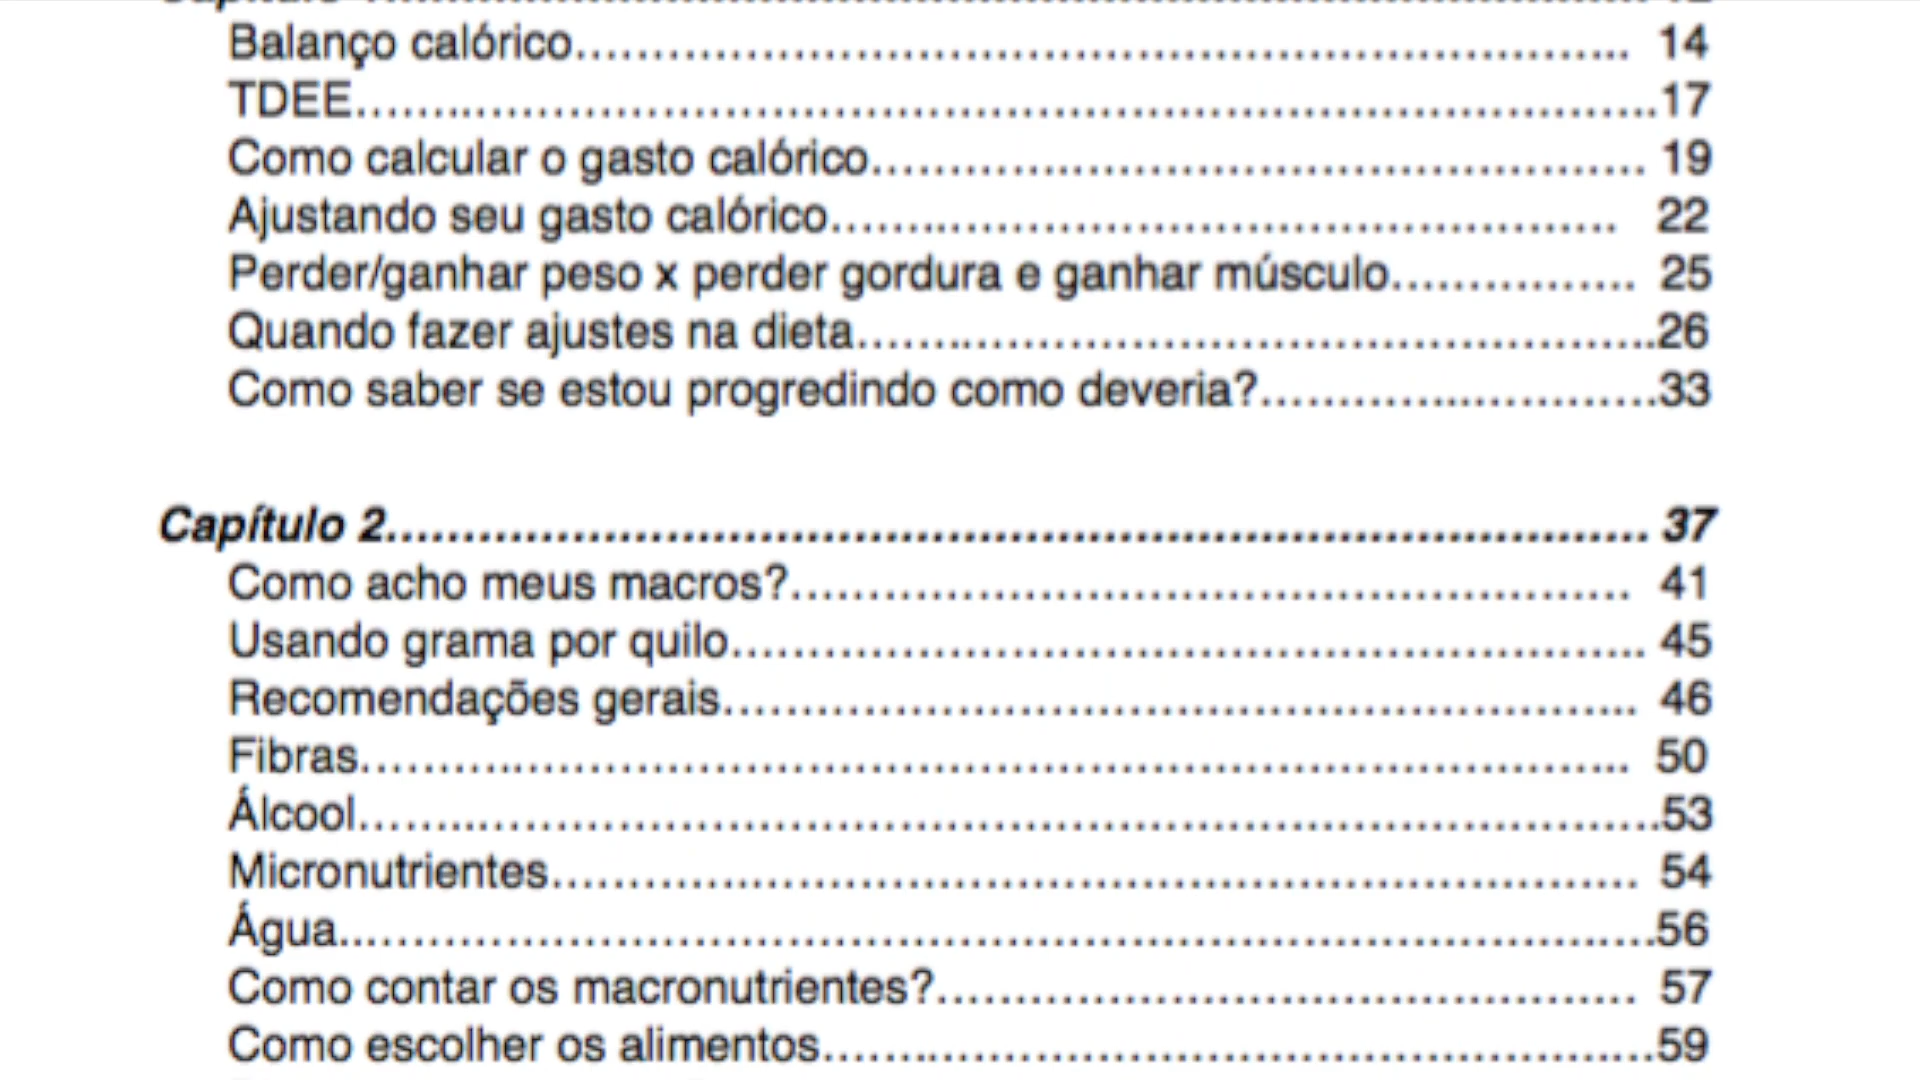 Balanço calórico.......... 14
TDEE..........17
Como calcular o gasto calórico.......... 19
Ajustando seu gasto calórico.......... 22
Perder/ganhar peso x perder gordura e ganhar músculo.......... 25
Quando fazer ajustes na dieta..........26
Como saber se estou progredindo como deveria?..........33
Capítulo 2.......... 37
Como acho meus macros?.......... 41
Usando grama por quilo.......... 45
Recomendações gerais.......... 46
Fibras.......... 50
Álcool..........53
Micronutrientes.......... 54
Água..........56
Como contar os macronutrientes?.......... 57
Como escolher os alimentos..........59